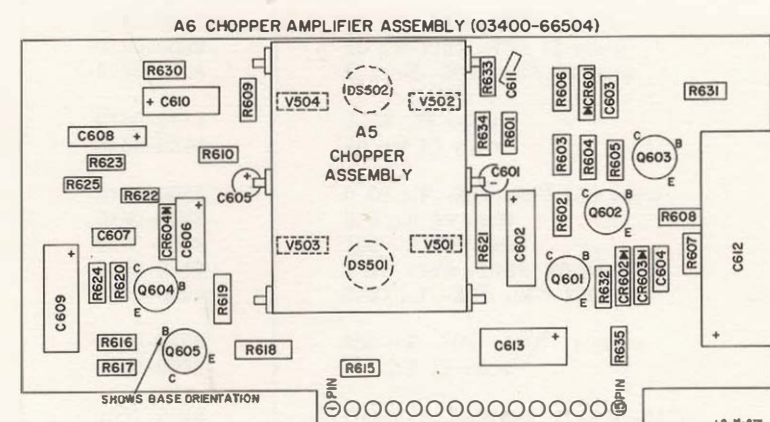 A6 CHOPPER AMPLIFIER ASSEMBLY (03400-66504)
R630
+ C610
R609
DS502
V504
V502
A5
CHOPPER
ASSEMBLY
R633
C611
R606
CR601
C603
R631
C608 +
R623
R610
R634
R601
R603
R604
R605
C
B
Q603
E
R625
R622
+
C605
C601
-
C607
CR604
+
C606
V503
V501
DS501
R621
+
C602
R602
C
B
Q602
E
R608
R607
C612
+
+
C609
R624
R620
C
Q604
B
E
R619
C
B
Q601
E
R632
CR602
CR603
C604
R616
R617
B
Q605
E
C
R618
R615
C613
+
R635
SHOWS BASE ORIENTATION
PIN
1
PIN
15